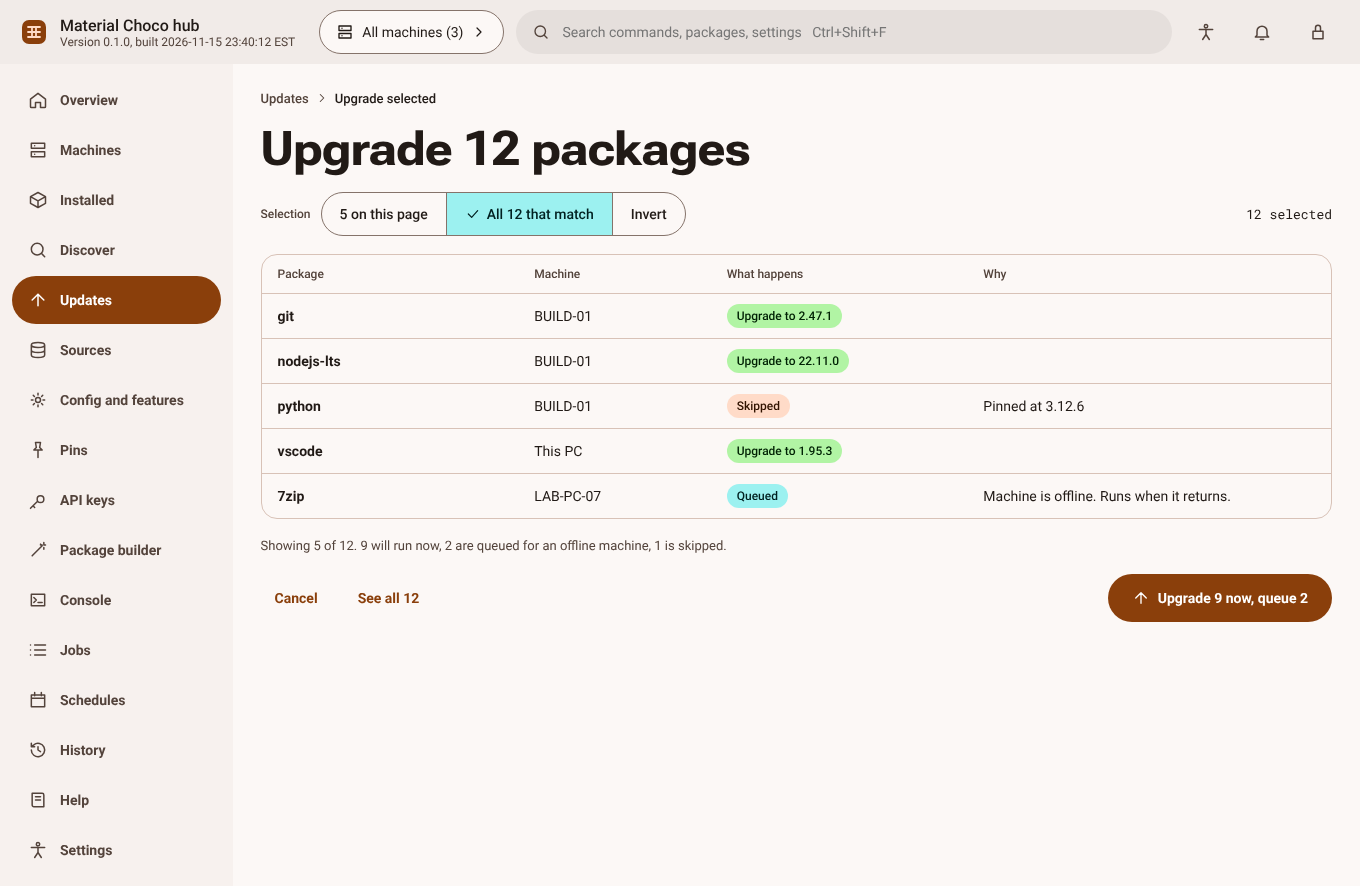 Material Choco hub
Version 0.1.0, built 2026-11-15 23:40:12 EST
All machines (3)
Search commands, packages, settings Ctrl+Shift+F
Overview
Machines
Installed
Discover
Updates
Sources
Config and features
Pins
API keys
Package builder
Console
Jobs
Schedules
History
Help
Settings
Updates > Upgrade selected
Upgrade 12 packages
Selection 5 on this page All 12 that match Invert 12 selected
Package Machine What happens Why
git BUILD-01 Upgrade to 2.47.1
nodejs-lts BUILD-01 Upgrade to 22.11.0
python BUILD-01 Skipped Pinned at 3.12.6
vscode This PC Upgrade to 1.95.3
7zip LAB-PC-07 Queued Machine is offline. Runs when it returns.
Showing 5 of 12. 9 will run now, 2 are queued for an offline machine, 1 is skipped.
Cancel See all 12 Upgrade 9 now, queue 2